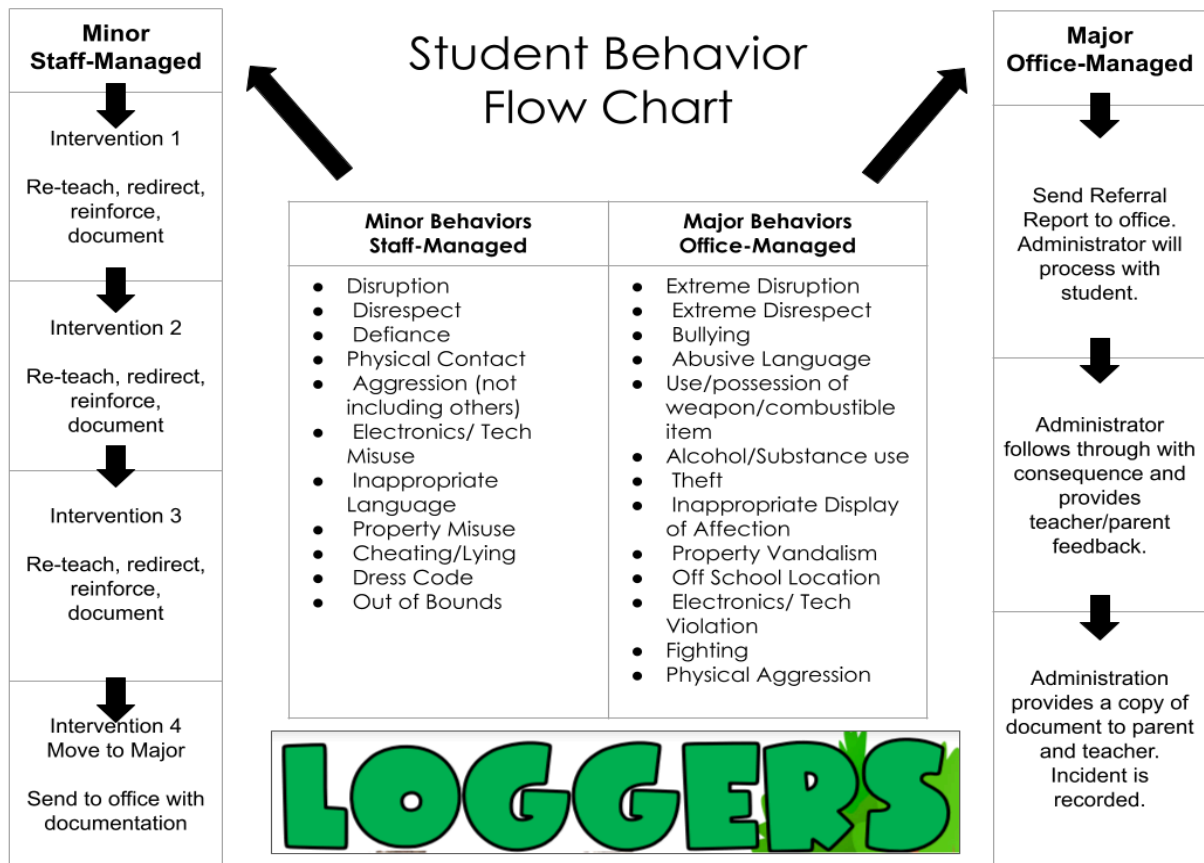 Student Behavior
Flow Chart
Minor
Staff-Managed
Intervention 1
Re-teach, redirect,
reinforce,
document
Intervention 2
Re-teach, redirect,
reinforce,
document
Intervention 3
Re-teach, redirect,
reinforce,
document
Intervention 4
Move to Major
Send to office with
documentation
Minor Behaviors
Staff-Managed
● Disruption
● Disrespect
● Defiance
● Physical Contact
● Aggression (not
including others)
● Electronics/ Tech
Misuse
● Inappropriate
Language
● Property Misuse
● Cheating/Lying
● Dress Code
● Out of Bounds
Major Behaviors
Office-Managed
● Extreme Disruption
● Extreme Disrespect
● Bullying
● Abusive Language
● Use/possession of
weapon/combustible
item
● Alcohol/Substance use
● Theft
● Inappropriate Display
of Affection
● Property Vandalism
● Off School Location
● Electronics/ Tech
Violation
● Fighting
● Physical Aggression
LOGGERS
Major
Office-Managed
Send Referral
Report to office.
Administrator will
process with
student.
Administrator
follows through with
consequence and
provides
teacher/parent
feedback.
Administration
provides a copy of
document to parent
and teacher.
Incident is
recorded.